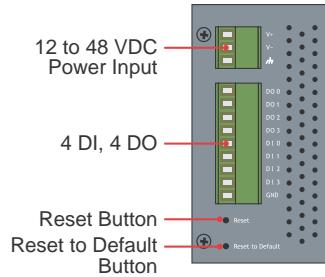 12 to 48 VDC
Power Input
V+
V-
DO 0
DO 1
DO 2
DO 3
4 DI, 4 DO
DI 0
DI 1
DI 2
DI 3
GND
Reset Button
Reset
Reset to Default
Button
Reset to Default